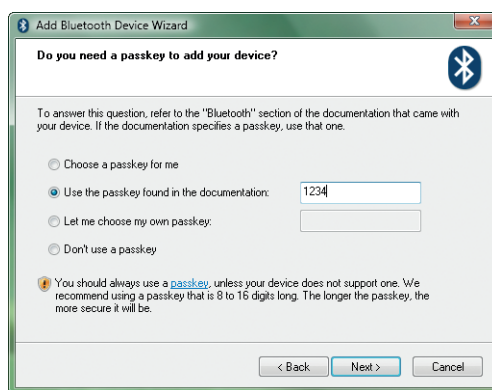 Add Bluetooth Device Wizard
Do you need a passkey to add your device?
To answer this question, refer to the "Bluetooth" section of the documentation that came with
your device. If the documentation specifies a passkey, use that one.
Choose a passkey for me
Use the passkey found in the documentation: 1234
Let me choose my own passkey:
Don't use a passkey
You should always use a passkey, unless your device does not support one. We
recommend using a passkey that is 8 to 16 digits long. The longer the passkey, the
more secure it will be.
< Back Next > Cancel